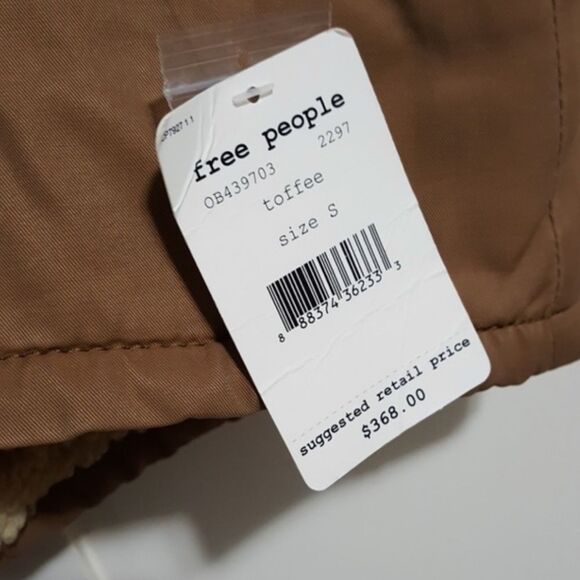 free people
OB439703 2297
toffee
size S
8 88374 36233 3
suggested retail price
$368.00